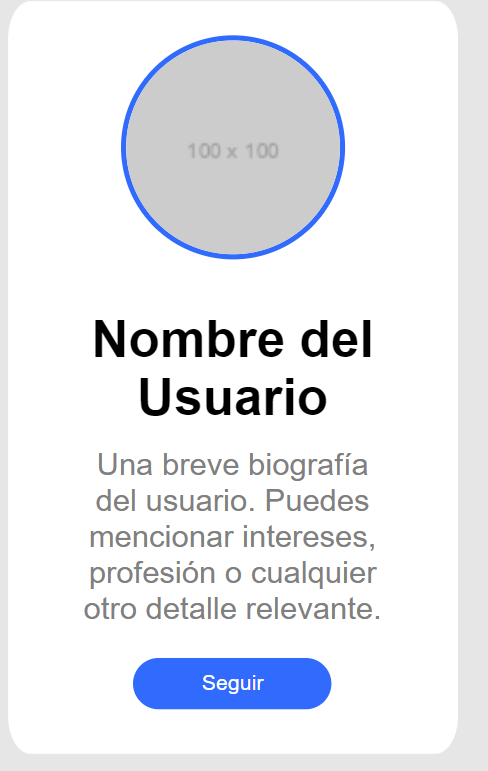 100 x 100
Nombre del
Usuario
Una breve biografía
del usuario. Puedes
mencionar intereses,
profesión o cualquier
otro detalle relevante.
Seguir